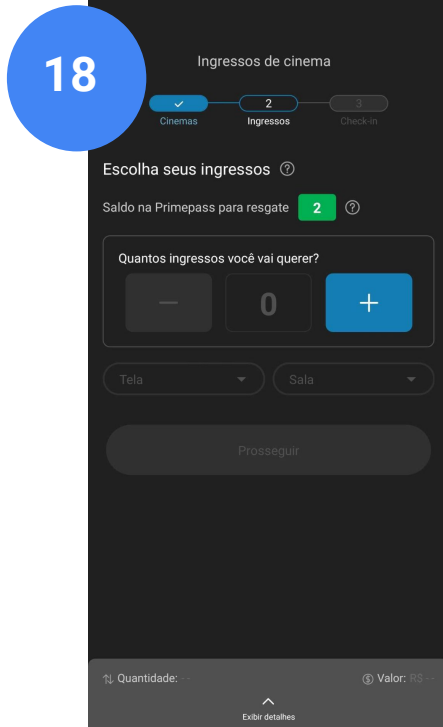 18
Ingressos de cinema
2
3
Cinemas
Ingressos
Check-in
Escolha seus ingressos ?
Saldo na Primepass para resgate 2 ?
Quantos ingressos você vai querer?
− 0 +
Tela
Sala
Prosseguir
Quantidade: --
$ Valor: R$ --
Exibir detalhes